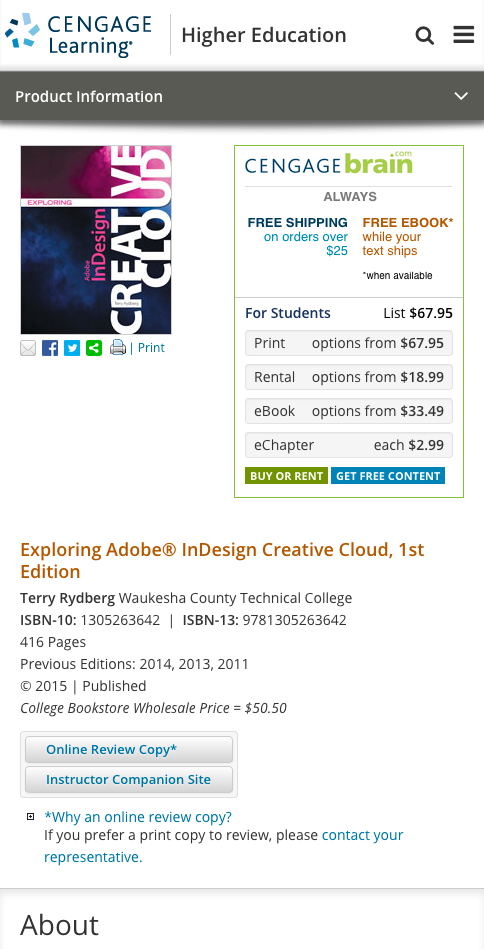 CENGAGE
Learning
Higher Education
Product Information
EXPLORING
Adobe
InDesign
CREATIVE
CLOUD
Terry Rydberg
| Print
CENGAGEbrain.com
ALWAYS
FREE SHIPPING
on orders over
$25
FREE EBOOK*
while your
text ships
*when available
For Students List $67.95
Print options from $67.95
Rental options from $18.99
eBook options from $33.49
eChapter each $2.99
BUY OR RENT GET FREE CONTENT
Exploring Adobe® InDesign Creative Cloud, 1st
Edition
Terry Rydberg Waukesha County Technical College
ISBN-10: 1305263642 | ISBN-13: 9781305263642
416 Pages
Previous Editions: 2014, 2013, 2011
© 2015 | Published
College Bookstore Wholesale Price = $50.50
Online Review Copy*
Instructor Companion Site
*Why an online review copy?
If you prefer a print copy to review, please contact your
representative.
About